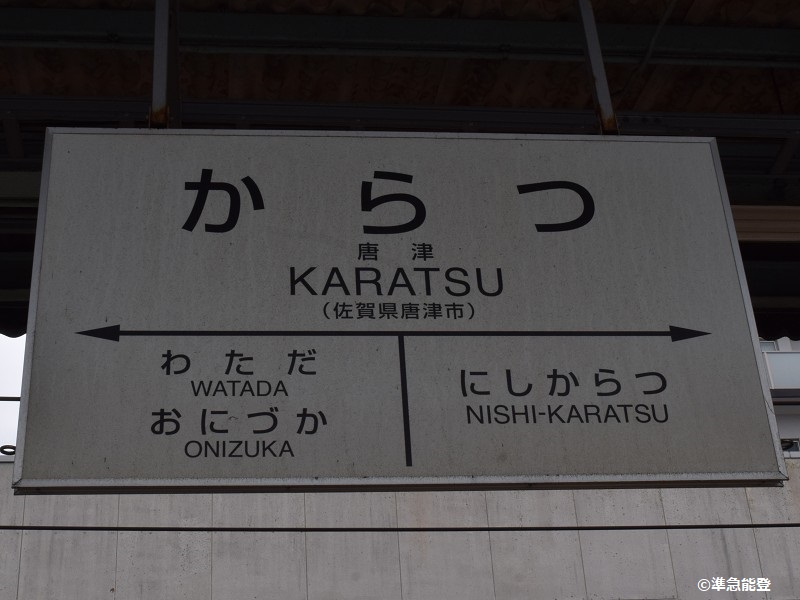 からつ
唐津
KARATSU
(佐賀県唐津市)
わただ
WATADA
おにづか
ONIZUKA
にしからつ
NISHI-KARATSU
©準急能登